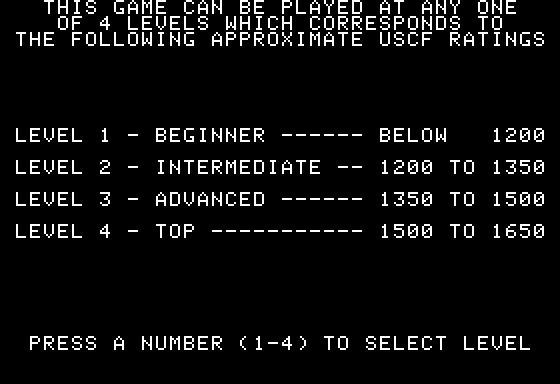 THIS GAME CAN BE PLAYED AT ANY ONE
OF 4 LEVELS WHICH CORRESPONDS TO
THE FOLLOWING APPROXIMATE USCF RATINGS
LEVEL 1 - BEGINNER ------ BELOW   1200
LEVEL 2 - INTERMEDIATE -- 1200 TO 1350
LEVEL 3 - ADVANCED ------ 1350 TO 1500
LEVEL 4 - TOP ----------- 1500 TO 1650
PRESS A NUMBER (1-4) TO SELECT LEVEL